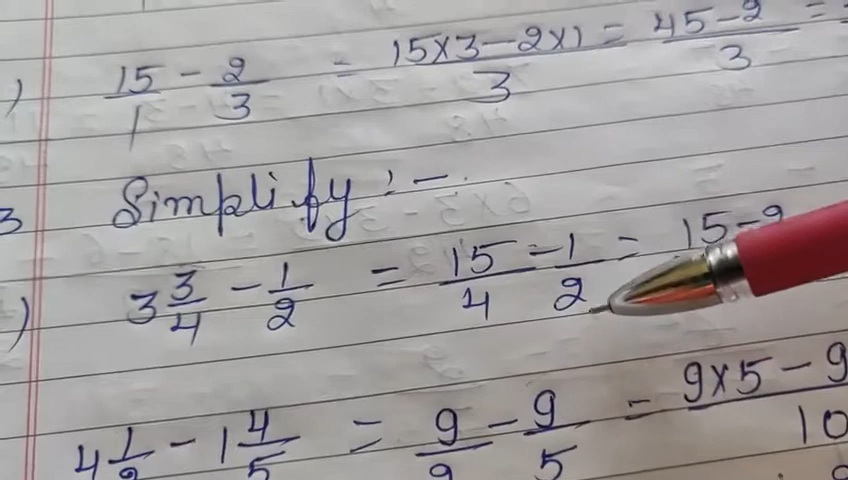 ) 15/1 - 2/3 = 15×3-2×1/3 = 45-2/3 =
3 Simplify :-
) 3 3/4 - 1/2 = 15/4 - 1/2 = 15-2
4 1/2 - 1 4/5 = 9/2 - 9/5 = 9×5-9/10